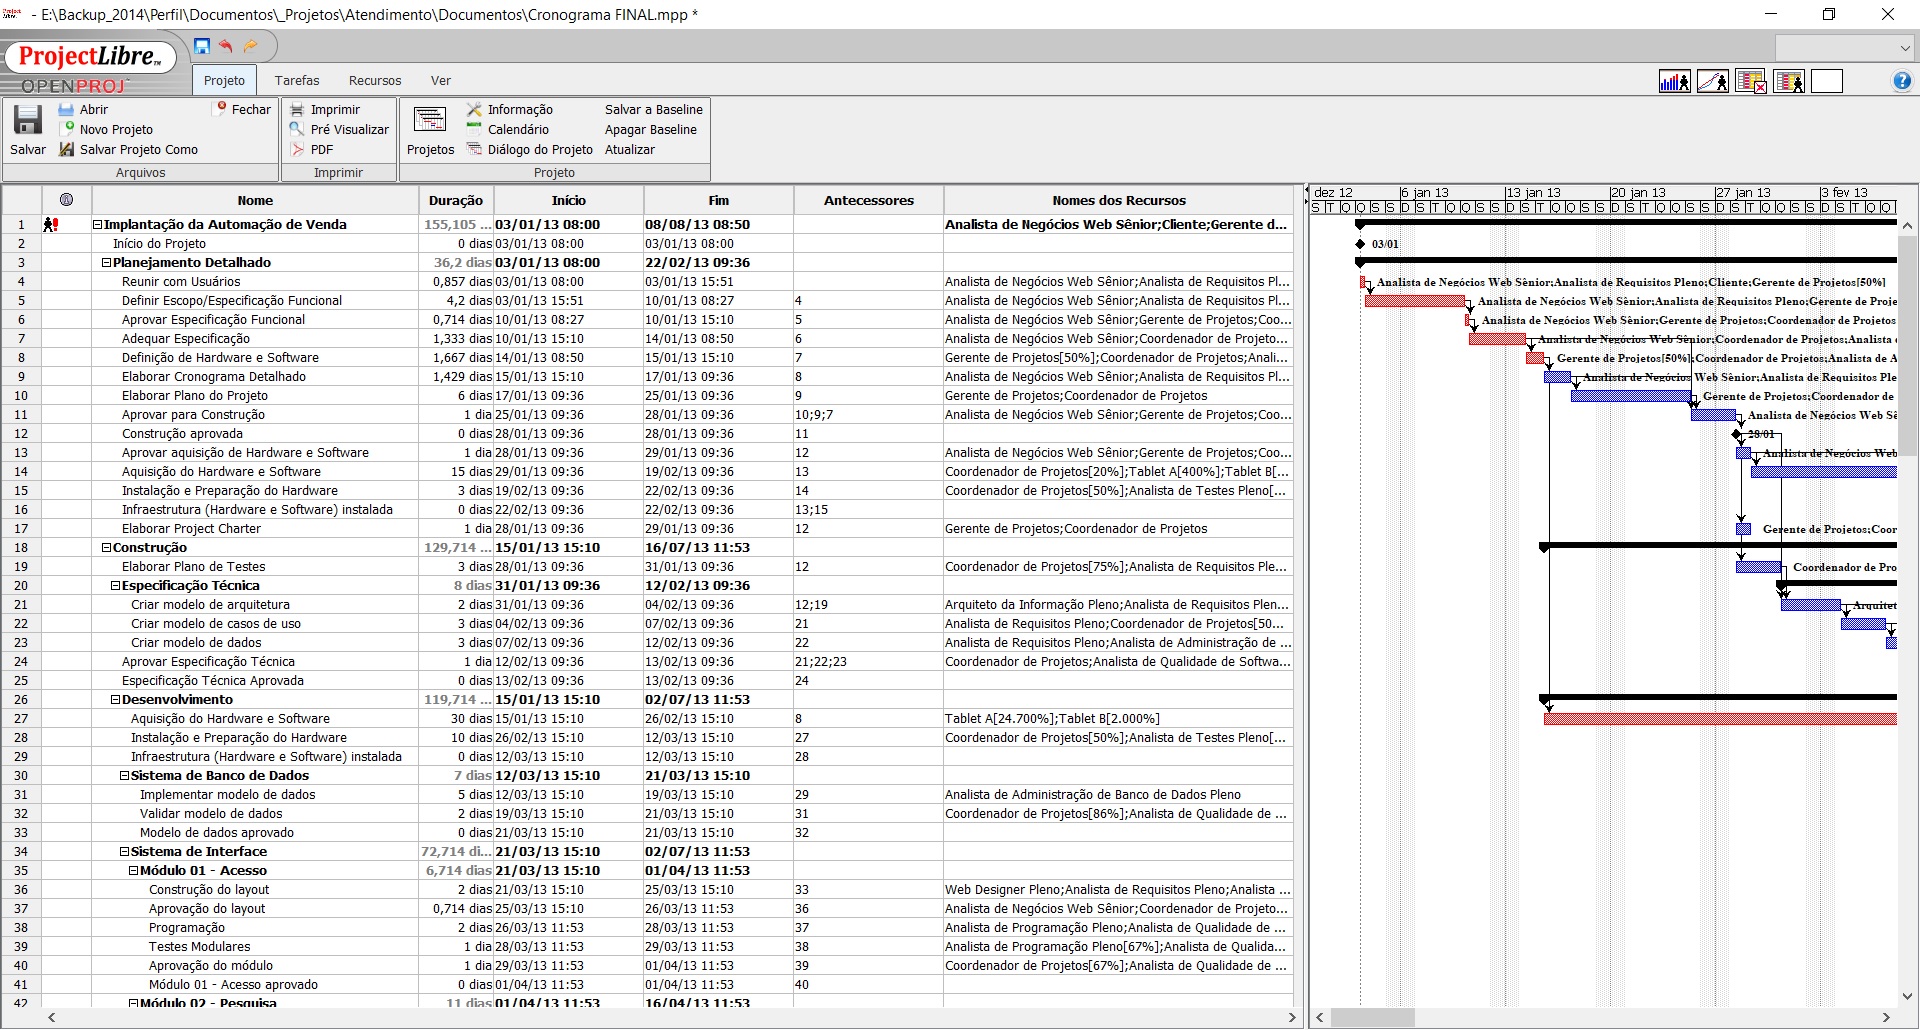 - E:\Backup_2014\Perfil\Documentos\_Projetos\Atendimento\Documentos\Cronograma FINAL.mpp *
ProjectLibre™
OPENPROJ
Projeto Tarefas Recursos Ver
Salvar
Abrir
Novo Projeto
Salvar Projeto Como
Fechar
Arquivos
Imprimir
Pré Visualizar
PDF
Imprimir
Projetos
Informação
Calendário
Diálogo do Projeto
Salvar a Baseline
Apagar Baseline
Atualizar
Projeto
Nome Duração Início Fim Antecessores Nomes dos Recursos
1 Implantação da Automação de Venda 155,105 ... 03/01/13 08:00 08/08/13 08:50 Analista de Negócios Web Sênior;Cliente;Gerente d...
2 Início do Projeto 0 dias 03/01/13 08:00 03/01/13 08:00
3 Planejamento Detalhado 36,2 dias 03/01/13 08:00 22/02/13 09:36
4 Reunir com Usuários 0,857 dias 03/01/13 08:00 03/01/13 15:51 Analista de Negócios Web Sênior;Analista de Requisitos Pl...
5 Definir Escopo/Especificação Funcional 4,2 dias 03/01/13 15:51 10/01/13 08:27 4 Analista de Negócios Web Sênior;Analista de Requisitos Pl...
6 Aprovar Especificação Funcional 0,714 dias 10/01/13 08:27 10/01/13 15:10 5 Analista de Negócios Web Sênior;Gerente de Projetos;Coo...
7 Adequar Especificação 1,333 dias 10/01/13 15:10 14/01/13 08:50 6 Analista de Negócios Web Sênior;Coordenador de Projeto...
8 Definição de Hardware e Software 1,667 dias 14/01/13 08:50 15/01/13 15:10 7 Gerente de Projetos[50%];Coordenador de Projetos;Anali...
9 Elaborar Cronograma Detalhado 1,429 dias 15/01/13 15:10 17/01/13 09:36 8 Analista de Negócios Web Sênior;Analista de Requisitos Pl...
10 Elaborar Plano do Projeto 6 dias 17/01/13 09:36 25/01/13 09:36 9 Gerente de Projetos;Coordenador de Projetos
11 Aprovar para Construção 1 dia 25/01/13 09:36 28/01/13 09:36 10;9;7 Analista de Negócios Web Sênior;Gerente de Projetos;Coo...
12 Construção aprovada 0 dias 28/01/13 09:36 28/01/13 09:36 11
13 Aprovar aquisição de Hardware e Software 1 dia 28/01/13 09:36 29/01/13 09:36 12 Analista de Negócios Web Sênior;Gerente de Projetos;Coo...
14 Aquisição do Hardware e Software 15 dias 29/01/13 09:36 19/02/13 09:36 13 Coordenador de Projetos[20%];Tablet A[400%];Tablet B[...
15 Instalação e Preparação do Hardware 3 dias 19/02/13 09:36 22/02/13 09:36 14 Coordenador de Projetos[50%];Analista de Testes Pleno[...
16 Infraestrutura (Hardware e Software) instalada 0 dias 22/02/13 09:36 22/02/13 09:36 13;15
17 Elaborar Project Charter 1 dia 28/01/13 09:36 29/01/13 09:36 12 Gerente de Projetos;Coordenador de Projetos
18 Construção 129,714 ... 15/01/13 15:10 16/07/13 11:53
19 Elaborar Plano de Testes 3 dias 28/01/13 09:36 31/01/13 09:36 12 Coordenador de Projetos[75%];Analista de Requisitos Ple...
20 Especificação Técnica 8 dias 31/01/13 09:36 12/02/13 09:36
21 Criar modelo de arquitetura 2 dias 31/01/13 09:36 04/02/13 09:36 12;19 Arquiteto da Informação Pleno;Analista de Requisitos Plen...
22 Criar modelo de casos de uso 3 dias 04/02/13 09:36 07/02/13 09:36 21 Analista de Requisitos Pleno;Coordenador de Projetos[50...
23 Criar modelo de dados 3 dias 07/02/13 09:36 12/02/13 09:36 22 Analista de Requisitos Pleno;Analista de Administração de ...
24 Aprovar Especificação Técnica 1 dia 12/02/13 09:36 13/02/13 09:36 21;22;23 Coordenador de Projetos;Analista de Qualidade de Softwa...
25 Especificação Técnica Aprovada 0 dias 13/02/13 09:36 13/02/13 09:36 24
26 Desenvolvimento 119,714 ... 15/01/13 15:10 02/07/13 11:53
27 Aquisição do Hardware e Software 30 dias 15/01/13 15:10 26/02/13 15:10 8 Tablet A[24.700%];Tablet B[2.000%]
28 Instalação e Preparação do Hardware 10 dias 26/02/13 15:10 12/03/13 15:10 27 Coordenador de Projetos[50%];Analista de Testes Pleno[...
29 Infraestrutura (Hardware e Software) instalada 0 dias 12/03/13 15:10 12/03/13 15:10 28
30 Sistema de Banco de Dados 7 dias 12/03/13 15:10 21/03/13 15:10
31 Implementar modelo de dados 5 dias 12/03/13 15:10 19/03/13 15:10 29 Analista de Administração de Banco de Dados Pleno
32 Validar modelo de dados 2 dias 19/03/13 15:10 21/03/13 15:10 31 Coordenador de Projetos[86%];Analista de Qualidade de ...
33 Modelo de dados aprovado 0 dias 21/03/13 15:10 21/03/13 15:10 32
34 Sistema de Interface 72,714 di... 21/03/13 15:10 02/07/13 11:53
35 Módulo 01 - Acesso 6,714 dias 21/03/13 15:10 01/04/13 11:53
36 Construção do layout 2 dias 21/03/13 15:10 25/03/13 15:10 33 Web Designer Pleno;Analista de Requisitos Pleno;Analista ...
37 Aprovação do layout 0,714 dias 25/03/13 15:10 26/03/13 11:53 36 Analista de Negócios Web Sênior;Coordenador de Projeto...
38 Programação 2 dias 26/03/13 11:53 28/03/13 11:53 37 Analista de Programação Pleno;Analista de Qualidade de ...
39 Testes Modulares 1 dia 28/03/13 11:53 29/03/13 11:53 38 Analista de Programação Pleno[67%];Analista de Qualida...
40 Aprovação do módulo 1 dia 29/03/13 11:53 01/04/13 11:53 39 Coordenador de Projetos[67%];Analista de Qualidade de ...
41 Módulo 01 - Acesso aprovado 0 dias 01/04/13 11:53 01/04/13 11:53 40
42 Módulo 02 - Pesquisa 11 dias 01/04/13 11:53 16/04/13 11:53
dez 12 6 jan 13 13 jan 13 20 jan 13 27 jan 13 3 fev 13
S T Q Q S S D S T Q Q S S D S T Q Q S S D S T Q Q S S D S T Q Q S S D S T Q Q
03/01
Analista de Negócios Web Sênior;Analista de Requisitos Pleno;Cliente;Gerente de Projetos[50%]
Analista de Negócios Web Sênior;Analista de Requisitos Pleno;Gerente de Proje
Analista de Negócios Web Sênior;Gerente de Projetos;Coordenador de Projetos
Analista de Negócios Web Sênior;Coordenador de Projetos;Analista
Gerente de Projetos[50%];Coordenador de Projetos;Analista de A
Analista de Negócios Web Sênior;Analista de Requisitos Ple
Gerente de Projetos;Coordenador de
Analista de Negócios Web Sê
28/01
Analista de Negócios Web
Gerente de Projetos;Coor
Coordenador de Pro
Arquitet